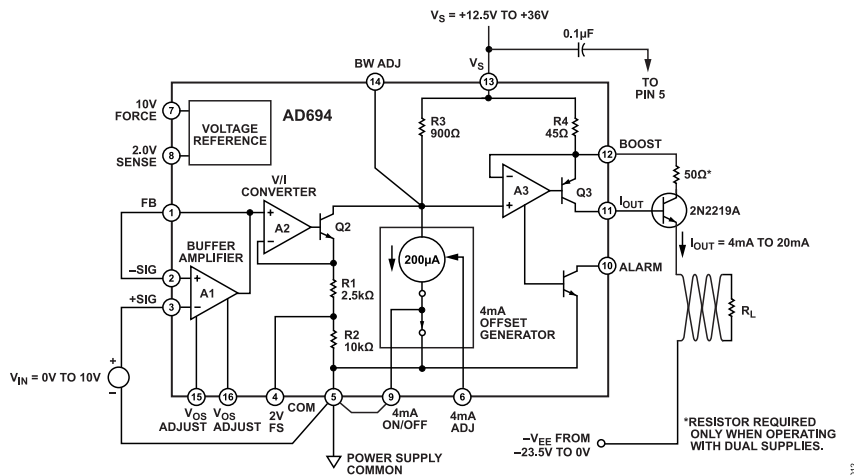 VS = +12.5V TO +36V
0.1µF
BW ADJ
VS
TO
PIN 5
14
13
10V
FORCE
7
VOLTAGE
REFERENCE
AD694
R3
900Ω
R4
45Ω
BOOST
12
2.0V
SENSE
8
50Ω*
V/I
CONVERTER
A3
Q3
FB
1
+
–
A2
Q2
–
+
IOUT
11
2N2219A
BUFFER
AMPLIFIER
200µA
IOUT = 4mA TO 20mA
–SIG
2
+
A1
10
ALARM
+SIG
3
–
R1
2.5kΩ
4mA
OFFSET
GENERATOR
RL
R2
10kΩ
+
VIN = 0V TO 10V
–
15
16
4
COM
5
9
6
VOS
ADJUST
VOS
ADJUST
2V
FS
4mA
ON/OFF
4mA
ADJ
–VEE FROM
–23.5V TO 0V
*RESISTOR REQUIRED
ONLY WHEN OPERATING
WITH DUAL SUPPLIES.
POWER SUPPLY
COMMON